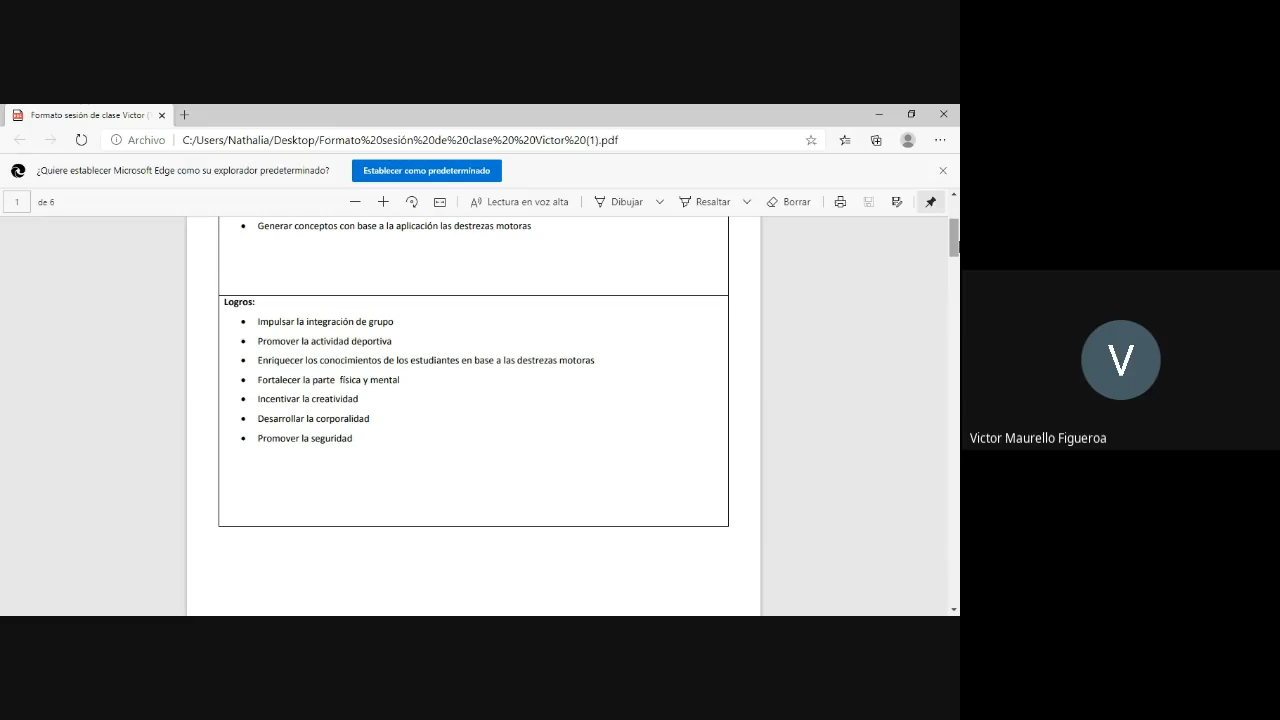 Formato sesión de clase Victor (
Archivo
C:/Users/Nathalia/Desktop/Formato%20sesión%20de%20clase%20%20Victor%20(1).pdf
¿Quiere establecer Microsoft Edge como su explorador predeterminado?
Establecer como predeterminado
1 de 6
Lectura en voz alta
Dibujar
Resaltar
Borrar
• Generar conceptos con base a la aplicación las destrezas motoras
Logros:
• Impulsar la integración de grupo
• Promover la actividad deportiva
• Enriquecer los conocimientos de los estudiantes en base a las destrezas motoras
• Fortalecer la parte física y mental
• Incentivar la creatividad
• Desarrollar la corporalidad
• Promover la seguridad
V
Victor Maurello Figueroa